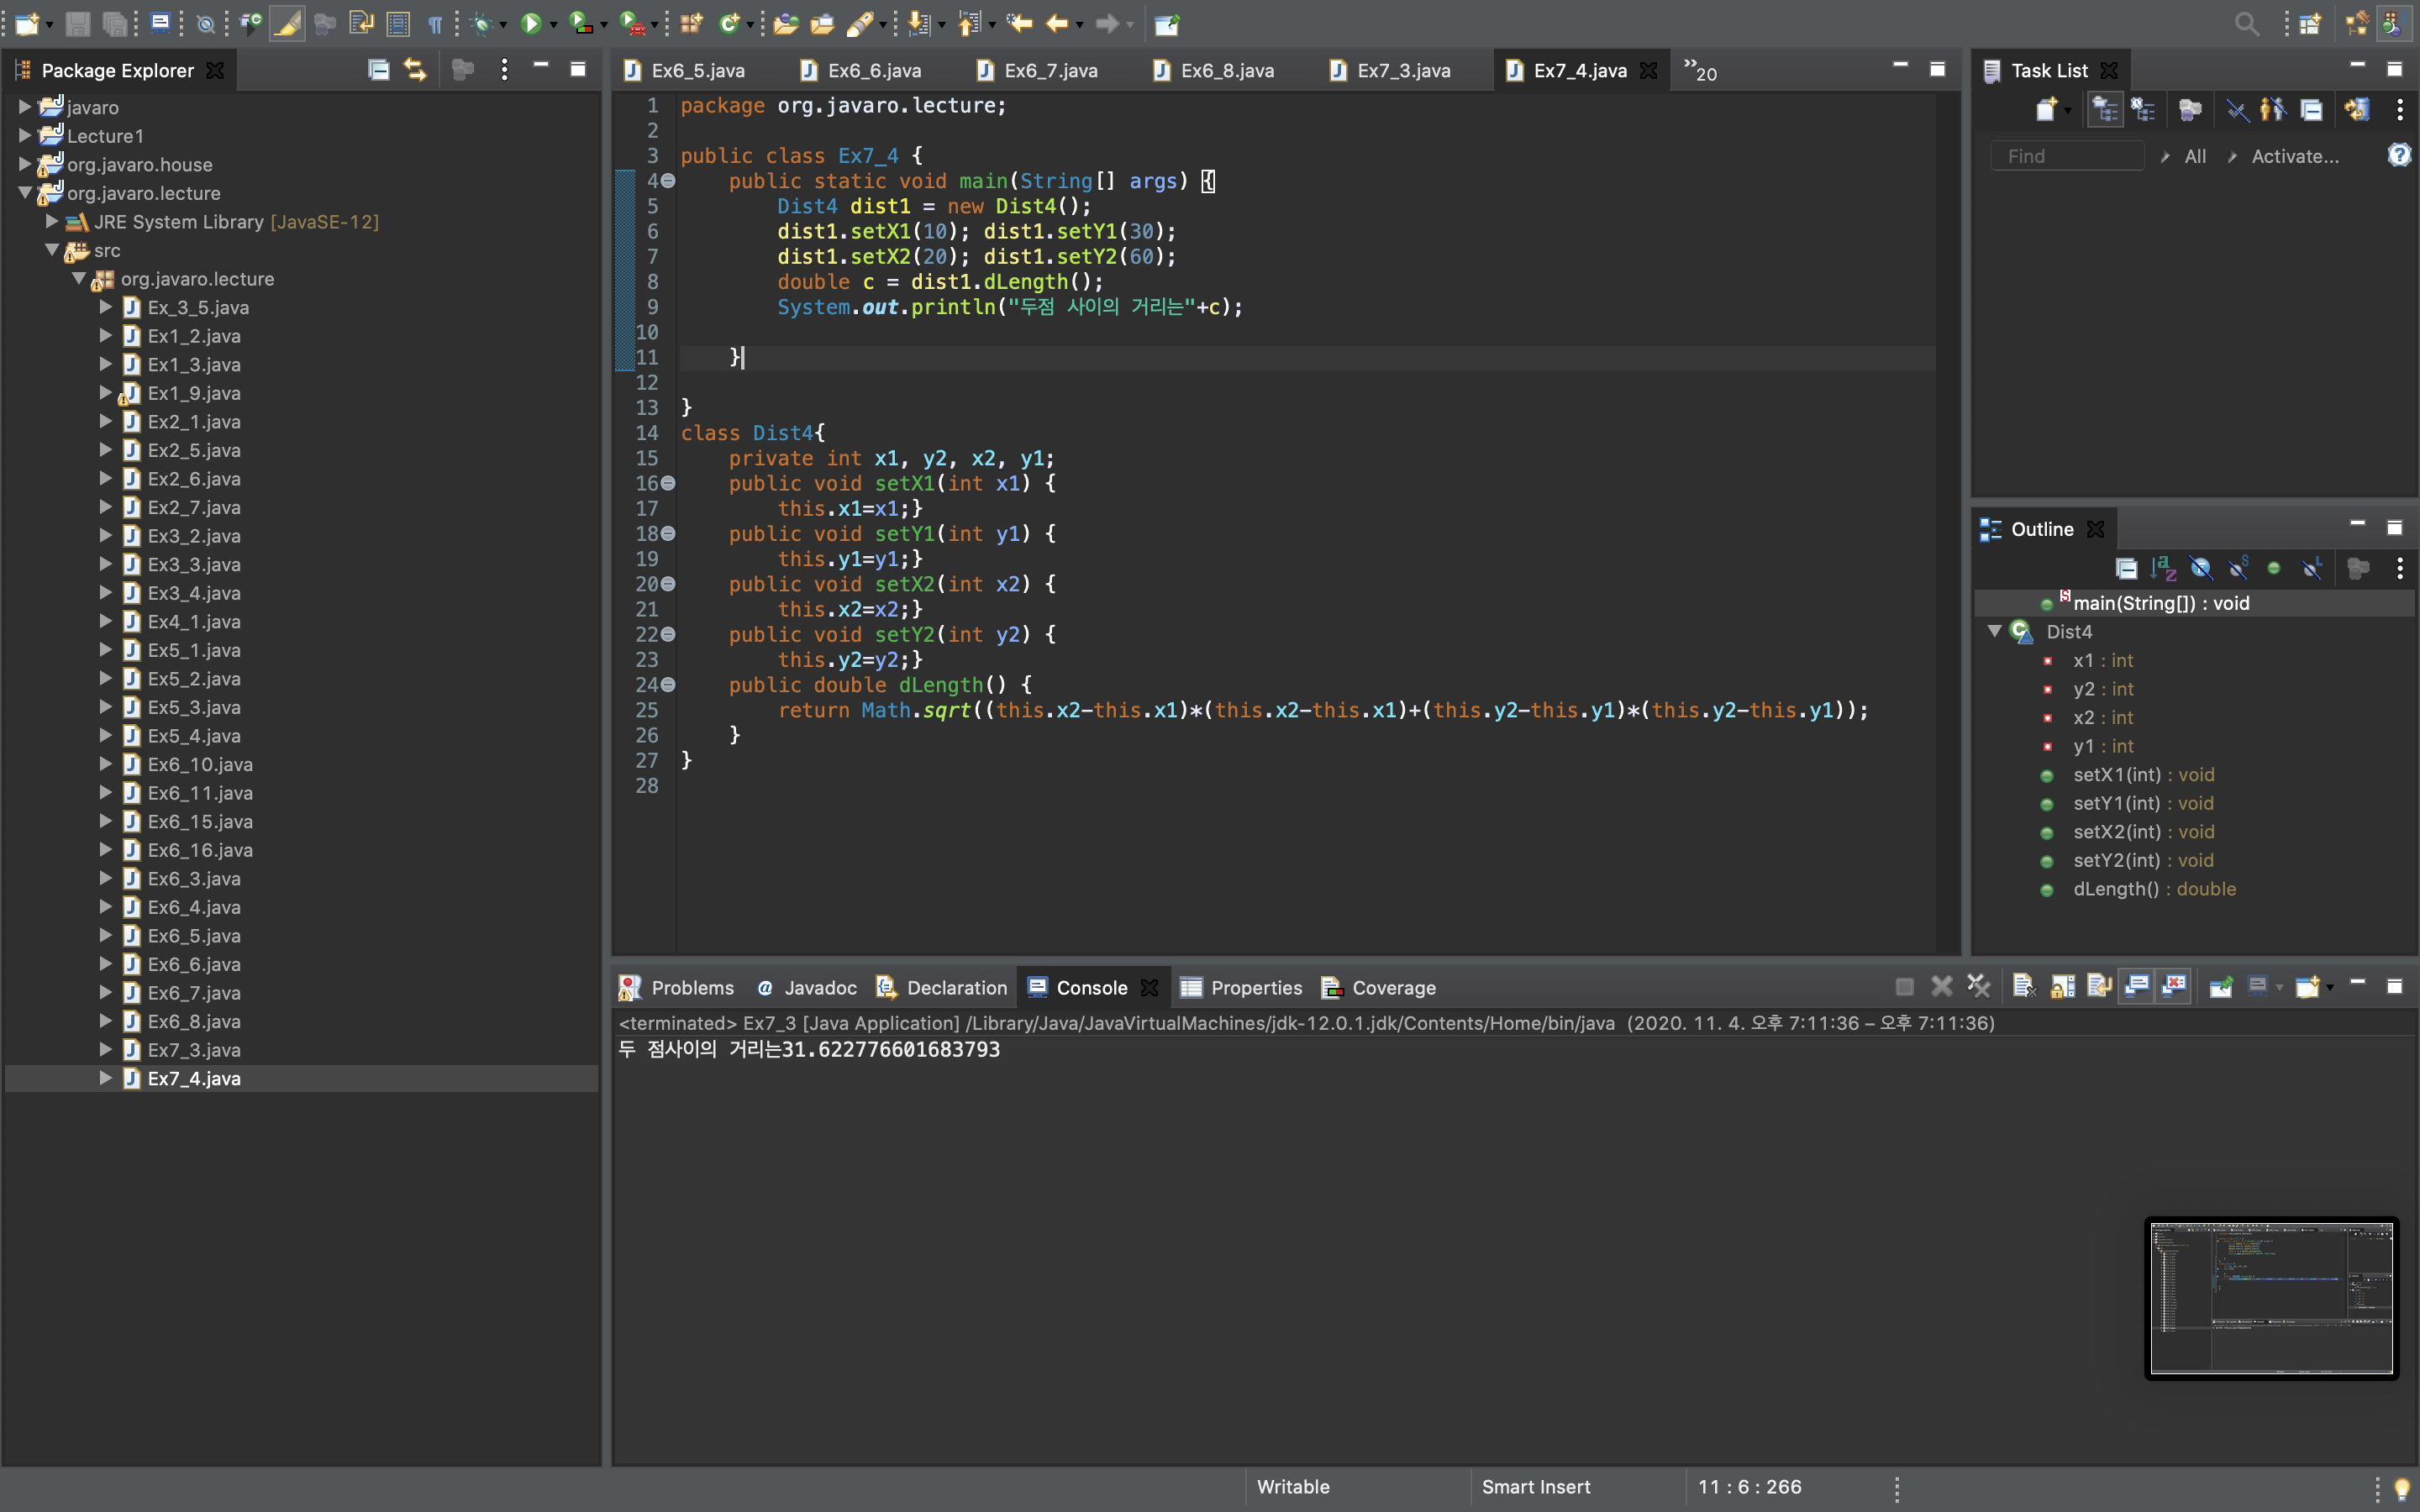 Package Explorer
javaro
Lecture1
org.javaro.house
org.javaro.lecture
JRE System Library [JavaSE-12]
src
org.javaro.lecture
Ex_3_5.java
Ex1_2.java
Ex1_3.java
Ex1_9.java
Ex2_1.java
Ex2_5.java
Ex2_6.java
Ex2_7.java
Ex3_2.java
Ex3_3.java
Ex3_4.java
Ex4_1.java
Ex5_1.java
Ex5_2.java
Ex5_3.java
Ex5_4.java
Ex6_10.java
Ex6_11.java
Ex6_15.java
Ex6_16.java
Ex6_3.java
Ex6_4.java
Ex6_5.java
Ex6_6.java
Ex6_7.java
Ex6_8.java
Ex7_3.java
Ex7_4.java
Ex6_5.java Ex6_6.java Ex6_7.java Ex6_8.java Ex7_3.java Ex7_4.java »20
1 package org.javaro.lecture;
2
3 public class Ex7_4 {
4 public static void main(String[] args) {
5 Dist4 dist1 = new Dist4();
6 dist1.setX1(10); dist1.setY1(30);
7 dist1.setX2(20); dist1.setY2(60);
8 double c = dist1.dLength();
9 System.out.println("두점 사이의 거리는"+c);
10
11 }
12
13 }
14 class Dist4{
15 private int x1, y2, x2, y1;
16 public void setX1(int x1) {
17 this.x1=x1;}
18 public void setY1(int y1) {
19 this.y1=y1;}
20 public void setX2(int x2) {
21 this.x2=x2;}
22 public void setY2(int y2) {
23 this.y2=y2;}
24 public double dLength() {
25 return Math.sqrt((this.x2-this.x1)*(this.x2-this.x1)+(this.y2-this.y1)*(this.y2-this.y1));
26 }
27 }
28
Task List
Find All Activate...
Outline
main(String[]) : void
Dist4
x1 : int
y2 : int
x2 : int
y1 : int
setX1(int) : void
setY1(int) : void
setX2(int) : void
setY2(int) : void
dLength() : double
Problems Javadoc Declaration Console Properties Coverage
<terminated> Ex7_3 [Java Application] /Library/Java/JavaVirtualMachines/jdk-12.0.1.jdk/Contents/Home/bin/java (2020. 11. 4. 오후 7:11:36 – 오후 7:11:36)
두 점사이의 거리는31.622776601683793
Writable Smart Insert 11 : 6 : 266